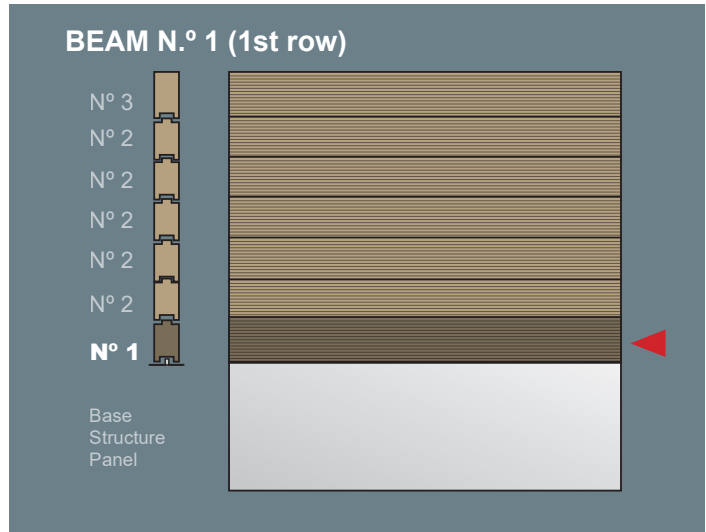 BEAM N.º 1 (1st row)
Nº 3
Nº 2
Nº 2
Nº 2
Nº 2
Nº 2
Nº 1
Base
Structure
Panel